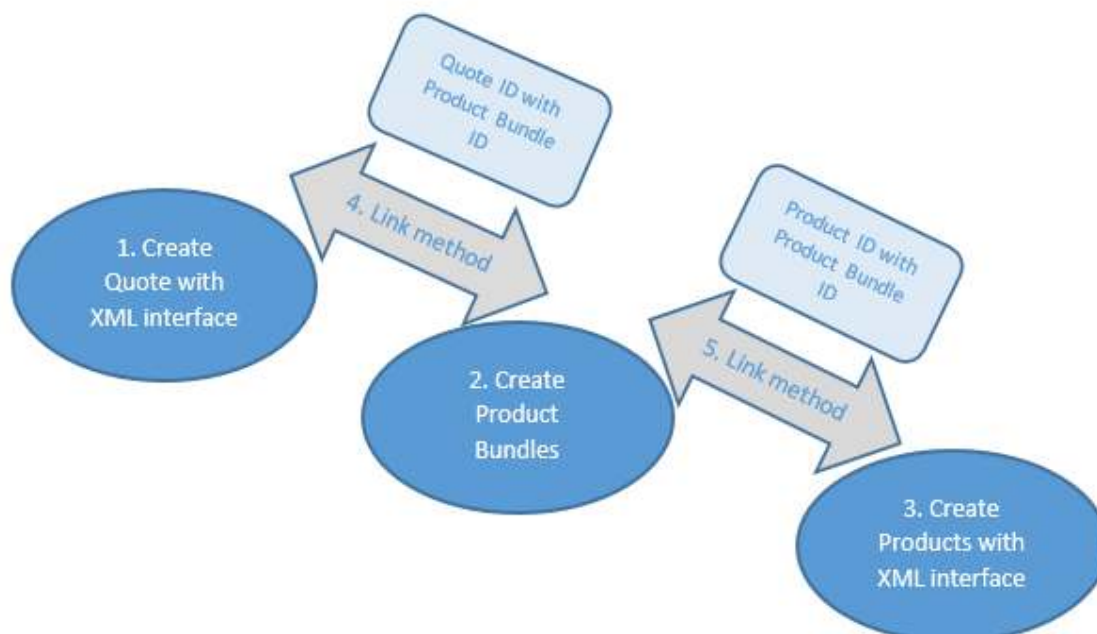 Quote ID with
Product Bundle
ID
4. Link method
1. Create
Quote with
XML interface
Product ID with
Product Bundle
ID
5. Link method
2. Create
Product
Bundles
3. Create
Products with
XML interface